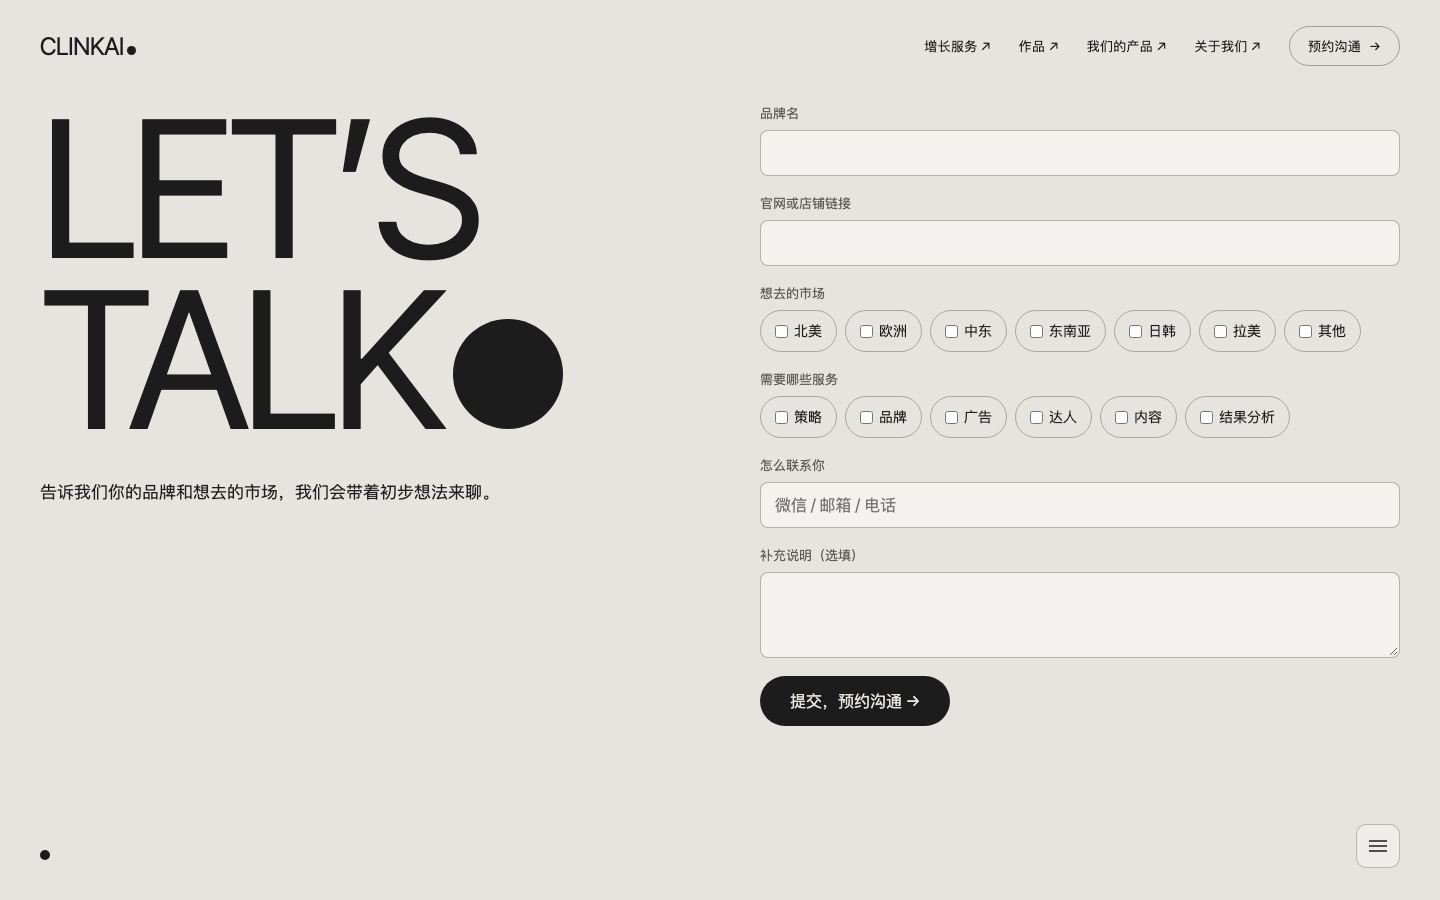 CLINKAI
增长服务 ↗ 作品 ↗ 我们的产品 ↗ 关于我们 ↗ 预约沟通 →
LET’S
TALK
告诉我们你的品牌和想去的市场，我们会带着初步想法来聊。
品牌名
官网或店铺链接
想去的市场
北美 欧洲 中东 东南亚 日韩 拉美 其他
需要哪些服务
策略 品牌 广告 达人 内容 结果分析
怎么联系你
微信 / 邮箱 / 电话
补充说明（选填）
提交，预约沟通 →